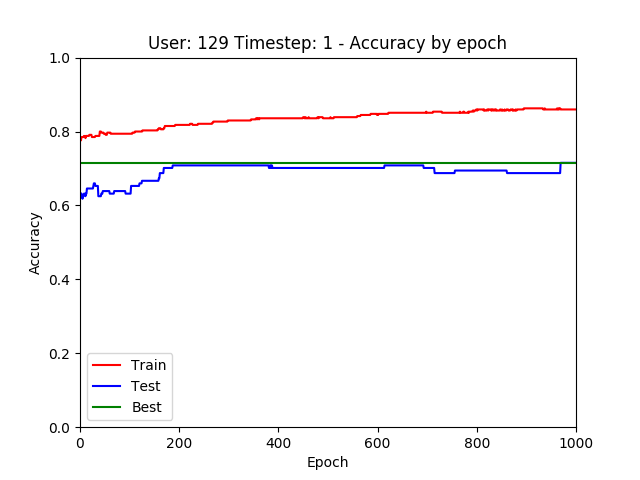 User: 129 Timestep: 1 - Accuracy by epoch
1.0
0.8
0.6
0.4
0.2
0.0
Accuracy
Train
Test
Best
0 200 400 600 800 1000
Epoch